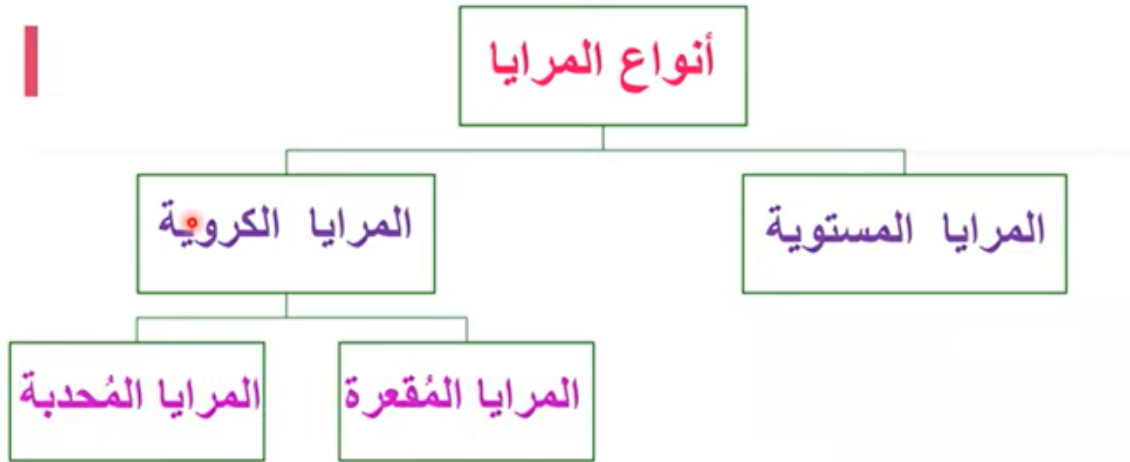 أنواع المرايا
المرايا المستوية
المرايا الكروية
المرايا المُقعرة
المرايا المُحدبة